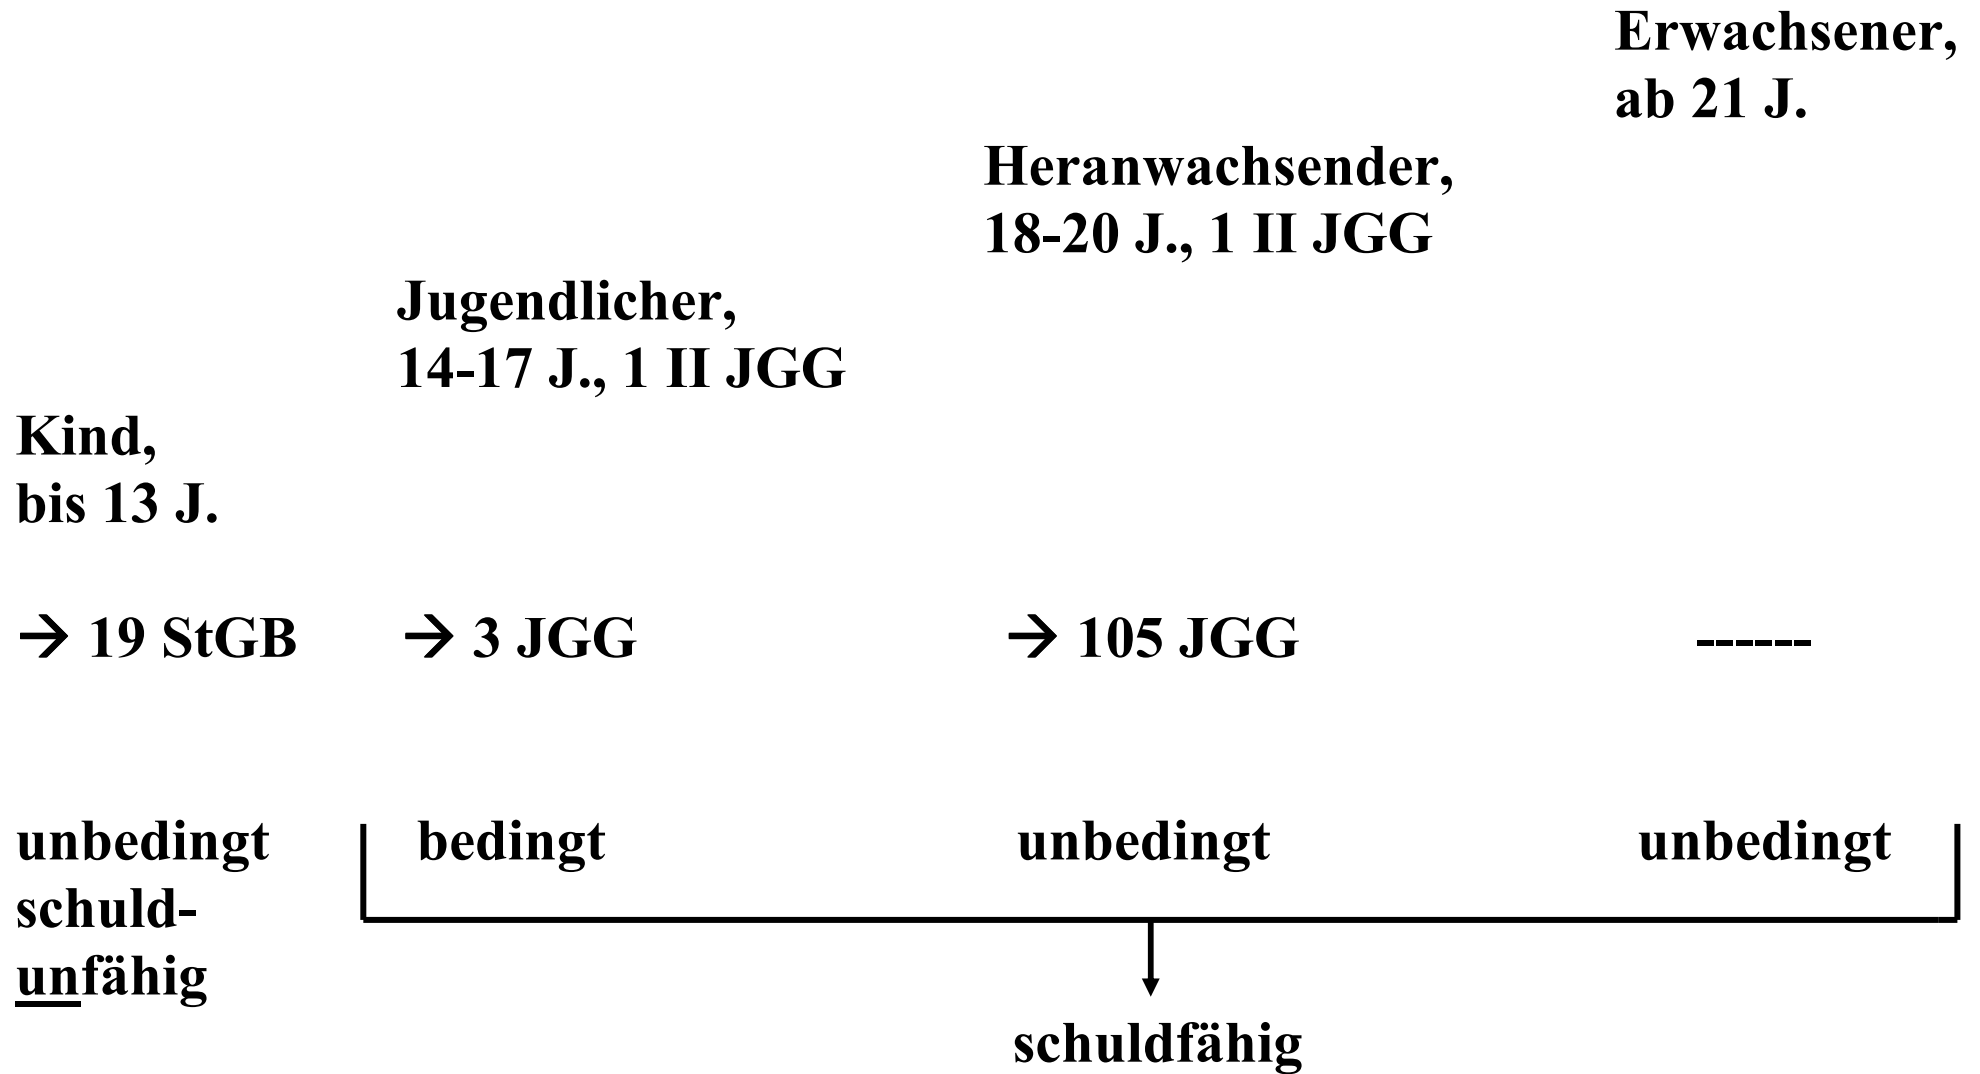 Erwachsener,
ab 21 J.
Heranwachsender,
18-20 J., 1 II JGG
Jugendlicher,
14-17 J., 1 II JGG
Kind,
bis 13 J.
→ 19 StGB → 3 JGG → 105 JGG ------
unbedingt bedingt unbedingt unbedingt
schuld-
unfähig
schuldfähig